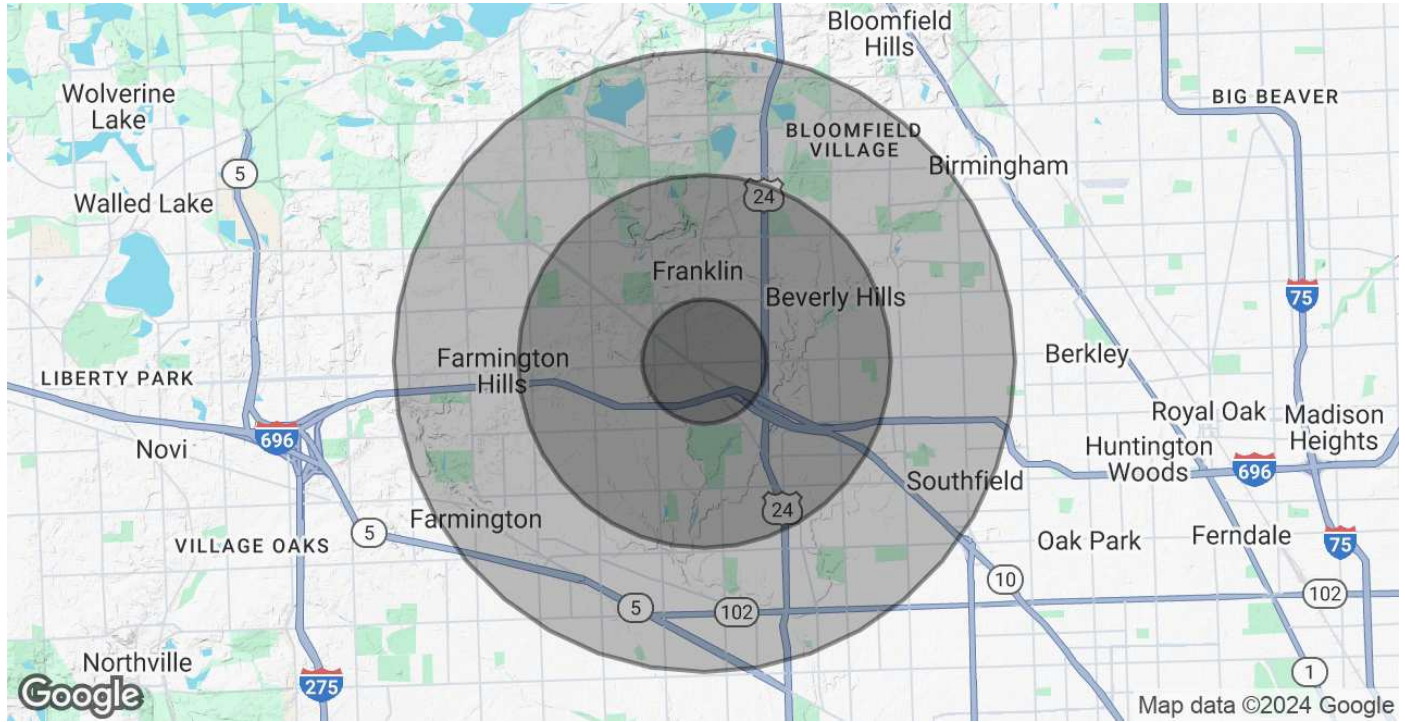 Bloomfield
Hills
Wolverine
Lake
BIG BEAVER
BLOOMFIELD
VILLAGE
Birmingham
5
Walled Lake
24
Franklin
Beverly Hills
75
Farmington
Hills
Berkley
LIBERTY PARK
Royal Oak
Madison
Heights
696
Novi
Huntington
Woods
696
Southfield
24
Farmington
5
VILLAGE OAKS
Oak Park
Ferndale
75
10
5
102
102
Northville
275
1
Google
Map data ©2024 Google